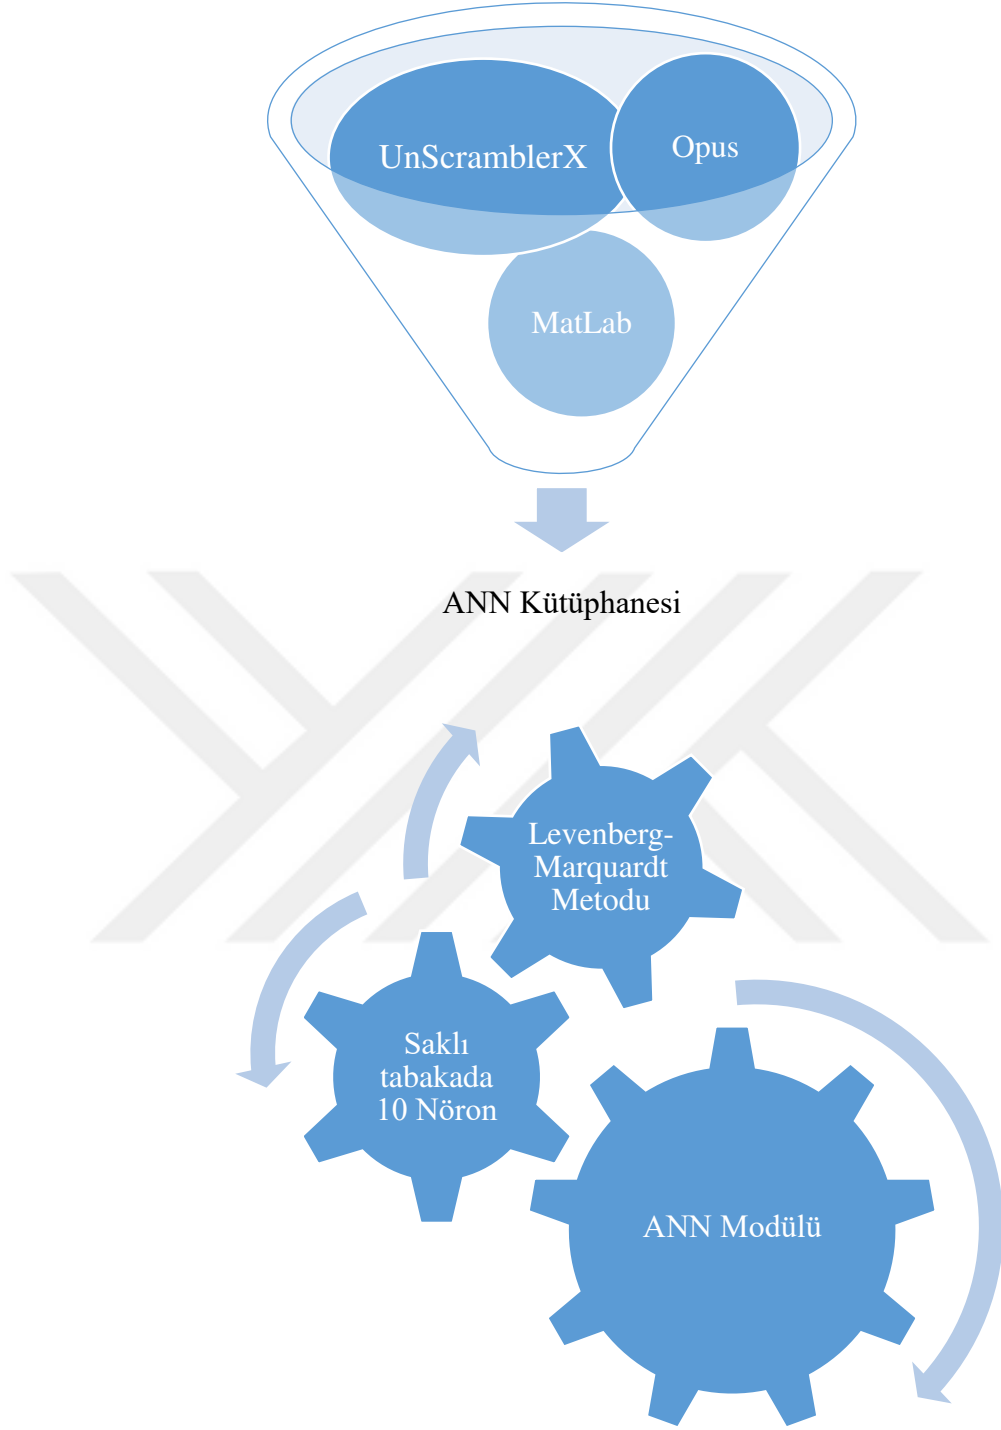 UnScramblerX
Opus
MatLab
ANN Kütüphanesi
Levenberg-
Marquardt
Metodu
Saklı
tabakada
10 Nöron
ANN Modülü